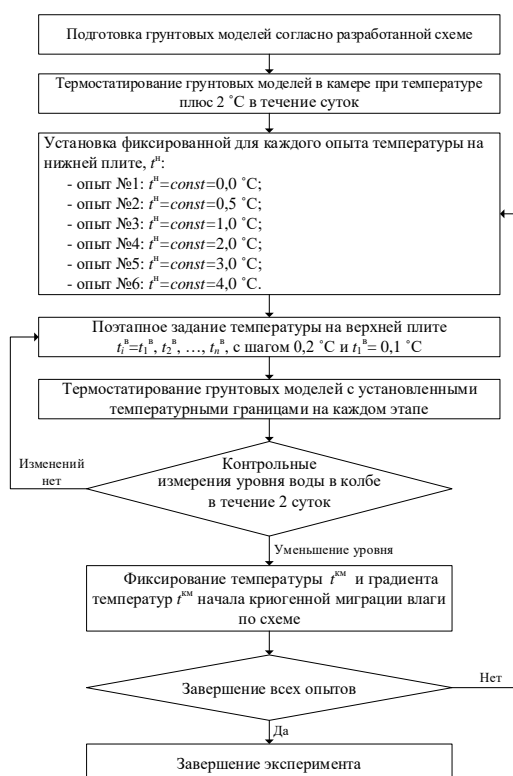 Подготовка грунтовых моделей согласно разработанной схеме
Термостатирование грунтовых моделей в камере при температуре
плюс 2 ˚С в течение суток
Установка фиксированной для каждого опыта температуры на
нижней плите, tн:
- опыт №1: tн=const=0,0 ˚С;
- опыт №2: tн=const=0,5 ˚С;
- опыт №3: tн=const=1,0 ˚С;
- опыт №4: tн=const=2,0 ˚С;
- опыт №5: tн=const=3,0 ˚С;
- опыт №6: tн=const=4,0 ˚С.
Поэтапное задание температуры на верхней плите
tiв=t1в, t2в, …, tnв, с шагом 0,2 ˚С и t1в= 0,1 ˚С
Термостатирование грунтовых моделей с установленными
температурными границами на каждом этапе
Изменений
нет
Контрольные
измерения уровня воды в колбе
в течение 2 суток
Уменьшение уровня
Фиксирование температуры tкм и градиента
температур tкм начала криогенной миграции влаги
по схеме
Завершение всех опытов
Нет
Да
Завершение эксперимента